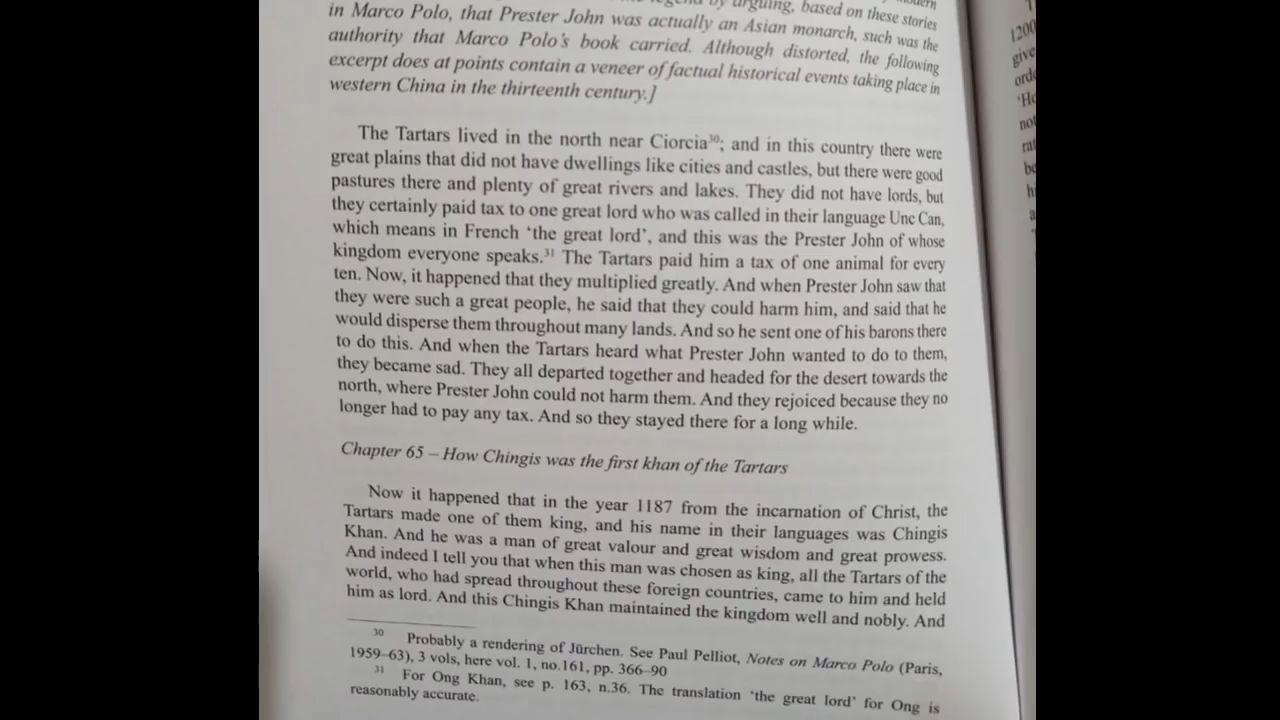 legend by arguing, based on these stories
in Marco Polo, that Prester John was actually an Asian monarch, such was the
authority that Marco Polo's book carried. Although distorted, the following
excerpt does at points contain a veneer of factual historical events taking place in
western China in the thirteenth century.]
The Tartars lived in the north near Ciorcia³⁰; and in this country there were
great plains that did not have dwellings like cities and castles, but there were good
pastures there and plenty of great rivers and lakes. They did not have lords, but
they certainly paid tax to one great lord who was called in their language Unc Can,
which means in French ‘the great lord’, and this was the Prester John of whose
kingdom everyone speaks.³¹ The Tartars paid him a tax of one animal for every
ten. Now, it happened that they multiplied greatly. And when Prester John saw that
they were such a great people, he said that they could harm him, and said that he
would disperse them throughout many lands. And so he sent one of his barons there
to do this. And when the Tartars heard what Prester John wanted to do to them,
they became sad. They all departed together and headed for the desert towards the
north, where Prester John could not harm them. And they rejoiced because they no
longer had to pay any tax. And so they stayed there for a long while.
Chapter 65 – How Chingis was the first khan of the Tartars
Now it happened that in the year 1187 from the incarnation of Christ, the
Tartars made one of them king, and his name in their languages was Chingis
Khan. And he was a man of great valour and great wisdom and great prowess.
And indeed I tell you that when this man was chosen as king, all the Tartars of the
world, who had spread throughout these foreign countries, came to him and held
him as lord. And this Chingis Khan maintained the kingdom well and nobly. And
30 Probably a rendering of Jürchen. See Paul Pelliot, Notes on Marco Polo (Paris,
1959–63), 3 vols, here vol. 1, no.161, pp. 366–90
31 For Ong Khan, see p. 163, n.36. The translation ‘the great lord’ for Ong is
reasonably accurate.
1200